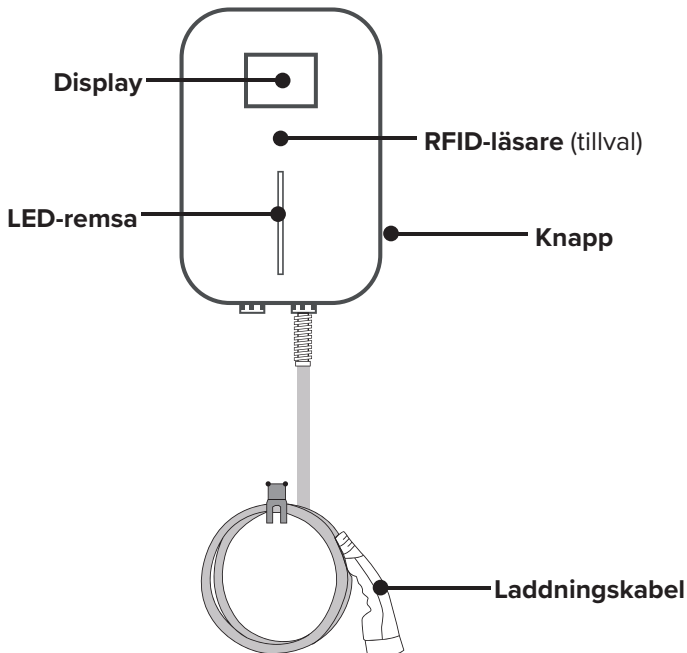 Display
RFID-läsare (tillval)
LED-remsa
Knapp
Laddningskabel